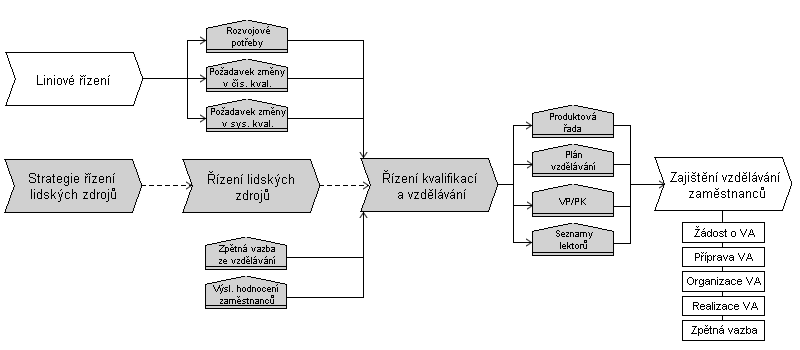 Rozvojové
potřeby
Liniové řízení
Požadavek změny
v čís. kval.
Požadavek změny
v sys. kval.
Strategie řízení
lidských zdrojů
Řízení lidských
zdrojů
Řízení kvalifikací
a vzdělávání
Zpětná vazba
ze vzdělávání
Výsl. hodnocení
zaměstnanců
Produktová
řada
Plán
vzdělávání
VP/PK
Seznamy
lektorů
Zajištění vzdělávání
zaměstnanců
Žádost o VA
Příprava VA
Organizace VA
Realizace VA
Zpětná vazba